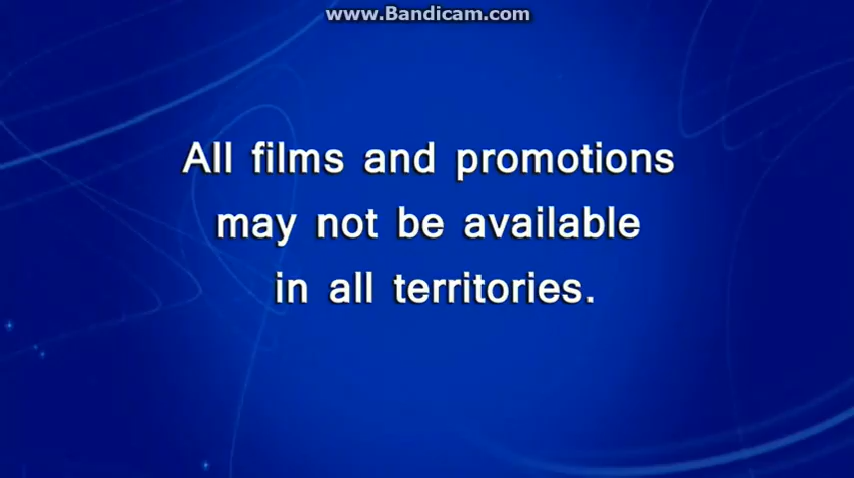 www.Bandicam.com
All films and promotions
may not be available
in all territories.